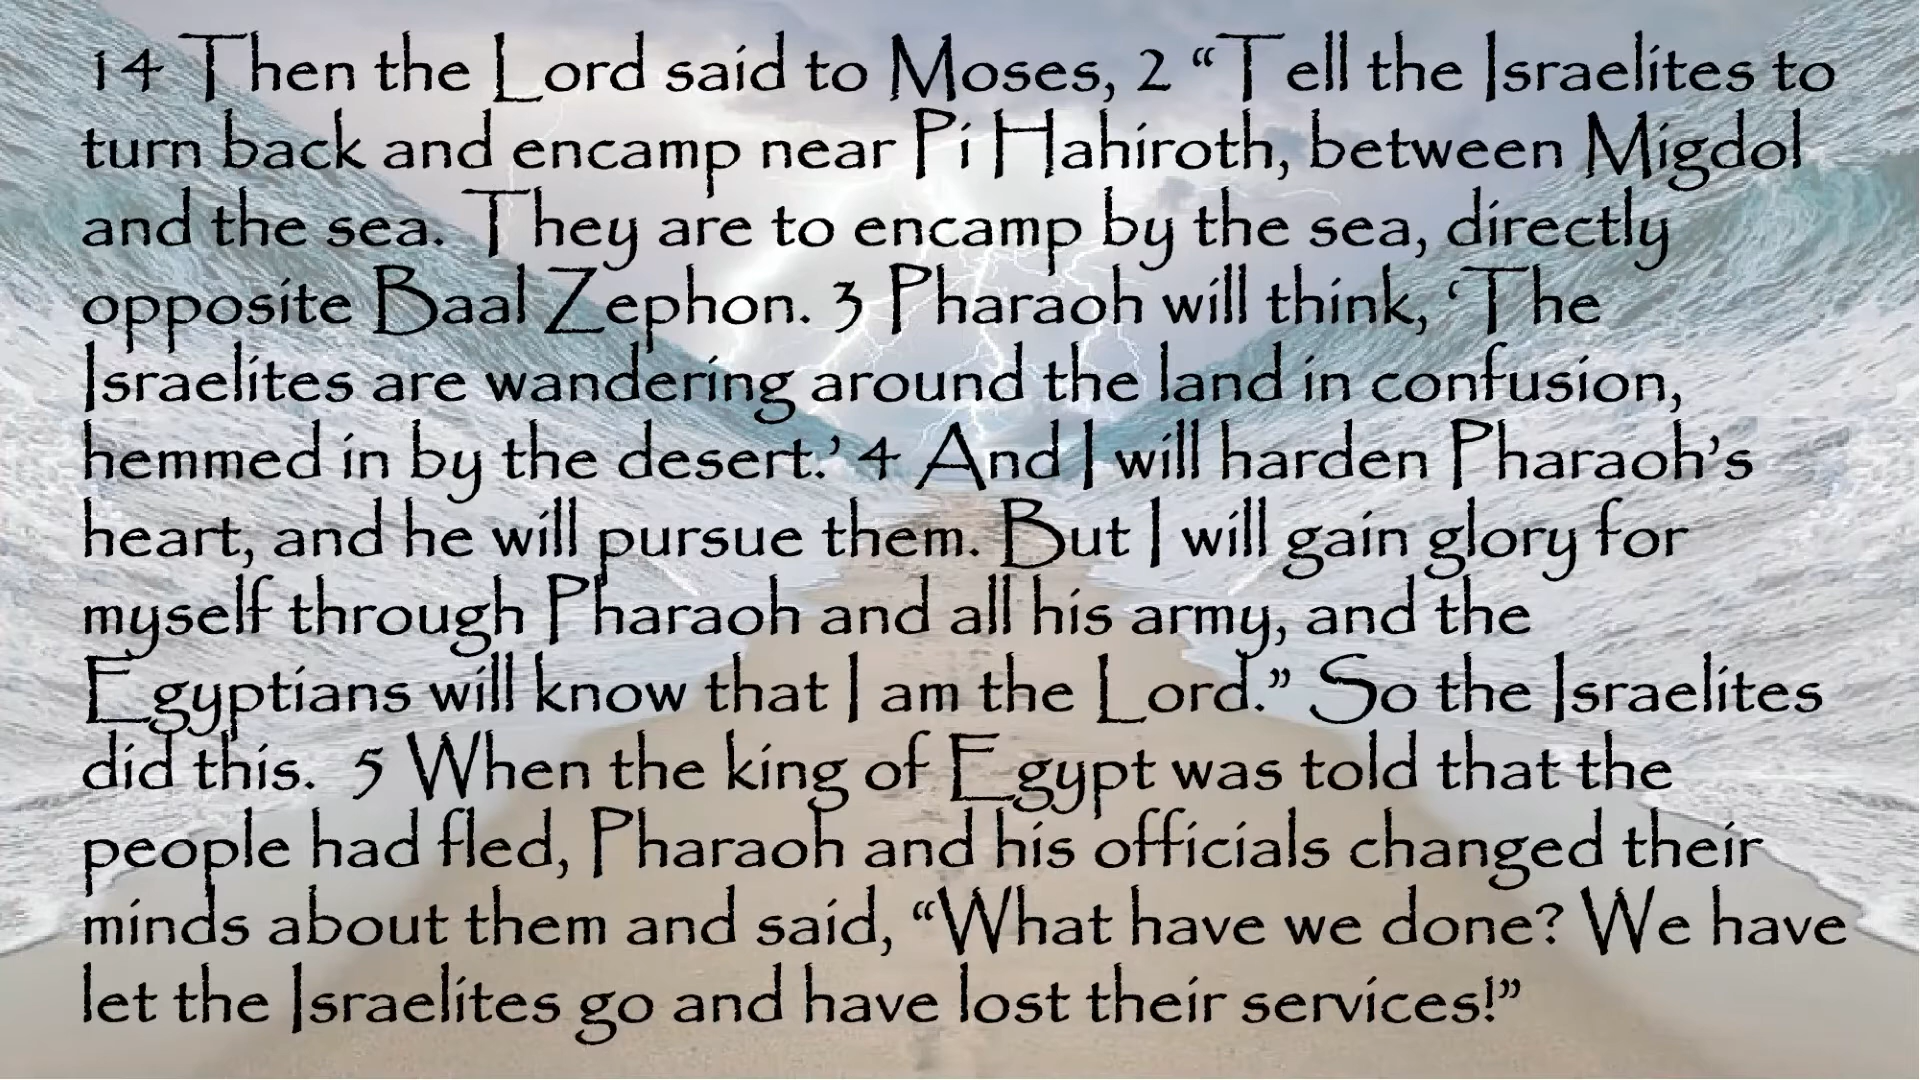 14 Then the Lord said to Moses, 2 “Tell the Israelites to
turn back and encamp near Pi Hahiroth, between Migdol
and the sea. They are to encamp by the sea, directly
opposite Baal Zephon. 3 Pharaoh will think, ‘The
Israelites are wandering around the land in confusion,
hemmed in by the desert.’ 4 And I will harden Pharaoh’s
heart, and he will pursue them. But I will gain glory for
myself through Pharaoh and all his army, and the
Egyptians will know that I am the Lord.” So the Israelites
did this.  5 When the king of Egypt was told that the
people had fled, Pharaoh and his officials changed their
minds about them and said, “What have we done? We have
let the Israelites go and have lost their services!”